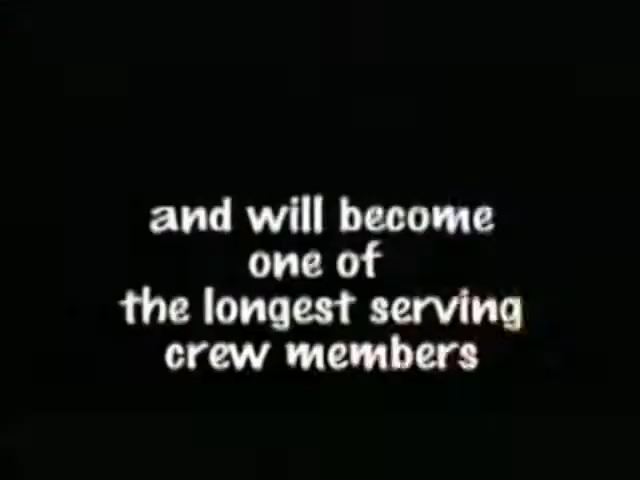 and will become
one of
the longest serving
crew members